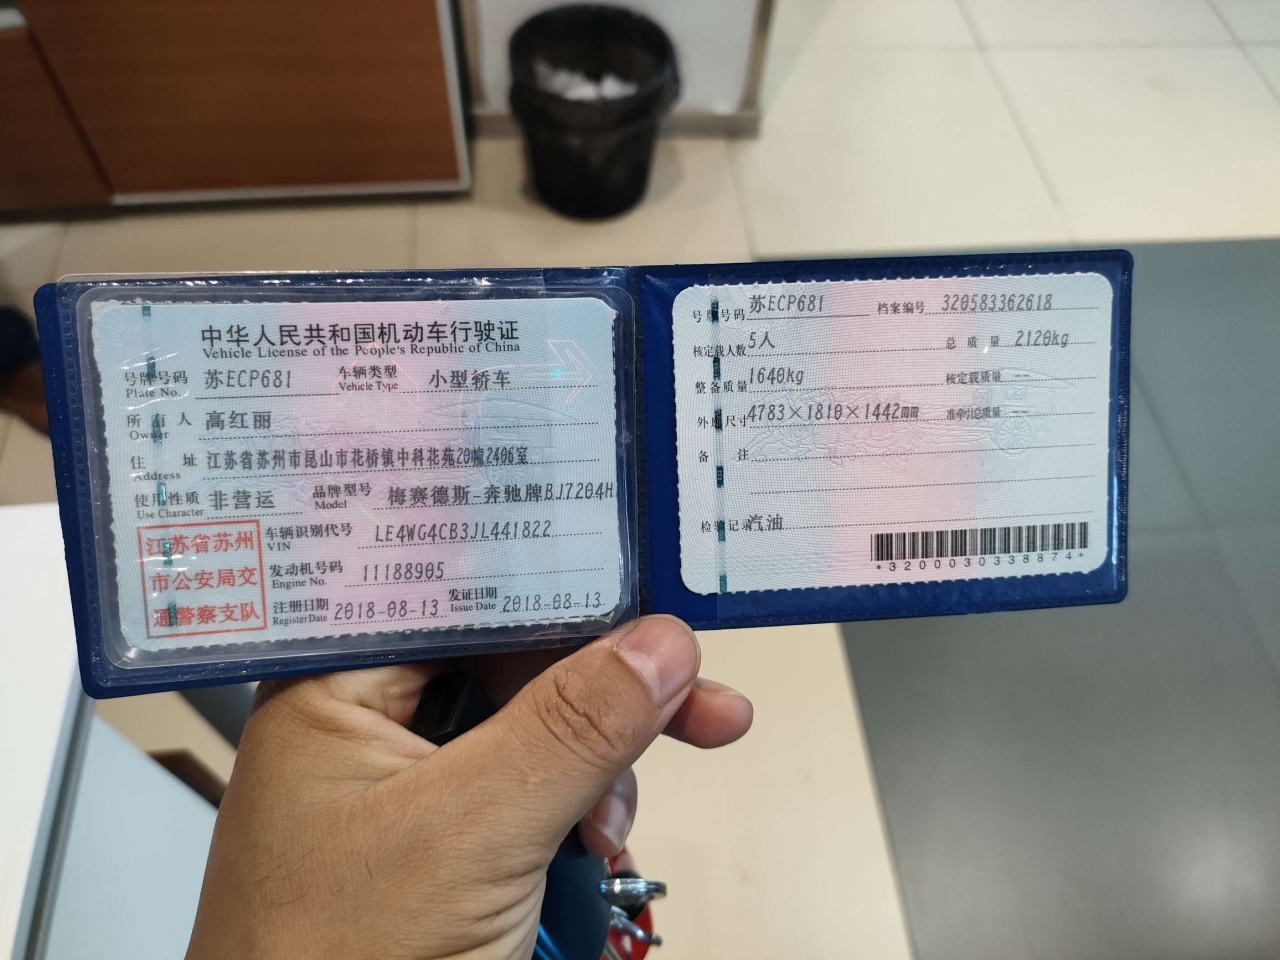 中华人民共和国机动车行驶证
Vehicle License of the People's Republic of China
号牌号码 苏ECP681 车辆类型 小型轿车
Plate No. Vehicle Type
所有人 高红丽
Owner
住址 江苏省苏州市昆山市花桥镇中科花苑20幢2406室
Address
使用性质 非营运 品牌型号 梅赛德斯-奔驰牌BJ7204H
Use Character Model
江苏省苏州
市公安局交
通警察支队
车辆识别代号 LE4WG4CB3JL441822
VIN
发动机号码 11188905
Engine No.
注册日期 2018-08-13 发证日期 2018-08-13
Register Date Issue Date
号牌号码 苏ECP681 档案编号 320583362618
核定载人数 5人 总质量 2120kg
整备质量 1640kg 核定载质量 --
外廓尺寸 4783×1810×1442mm 准牵引总质量 --
备注
检验记录 汽油
*3200030338874*